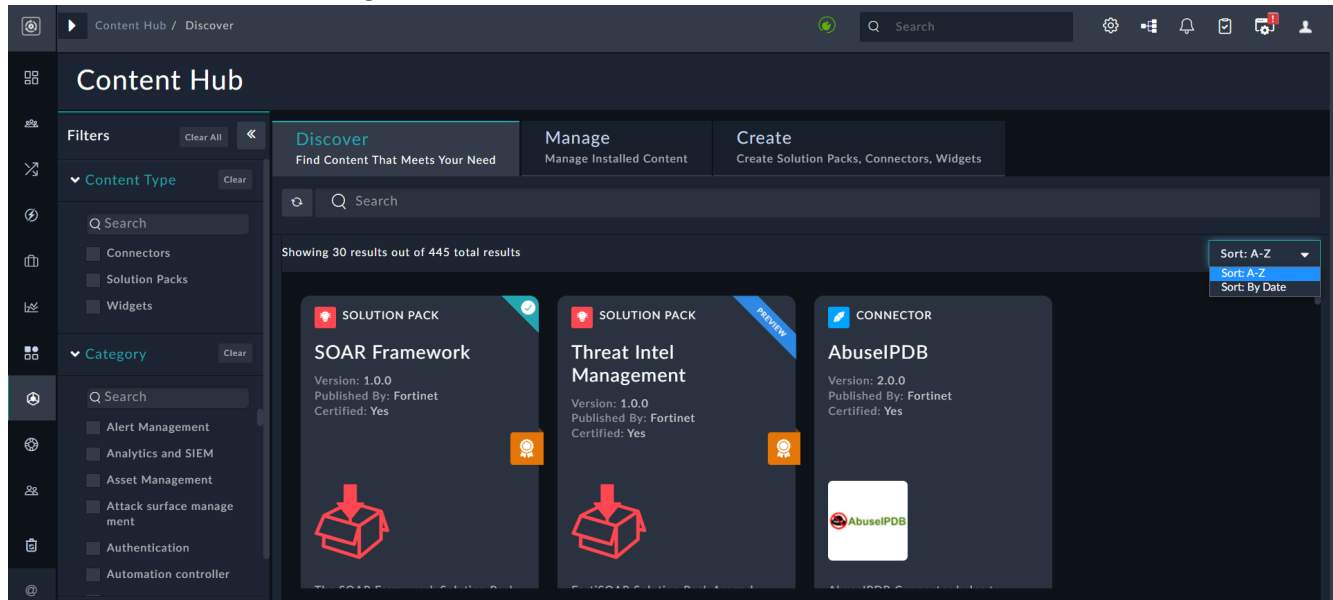 Content Hub / Discover
Search
Content Hub
Filters
Clear All
Discover
Find Content That Meets Your Need
Manage
Manage Installed Content
Create
Create Solution Packs, Connectors, Widgets
Content Type
Clear
Search
Connectors
Solution Packs
Widgets
Category
Clear
Search
Alert Management
Analytics and SIEM
Asset Management
Attack surface manage
ment
Authentication
Automation controller
Search
Showing 30 results out of 445 total results
Sort: A-Z
Sort: A-Z
Sort: By Date
SOLUTION PACK
SOAR Framework
Version: 1.0.0
Published By: Fortinet
Certified: Yes
SOLUTION PACK
PREVIEW
Threat Intel
Management
Version: 1.0.0
Published By: Fortinet
Certified: Yes
CONNECTOR
AbuseIPDB
Version: 2.0.0
Published By: Fortinet
Certified: Yes
AbuseIPDB